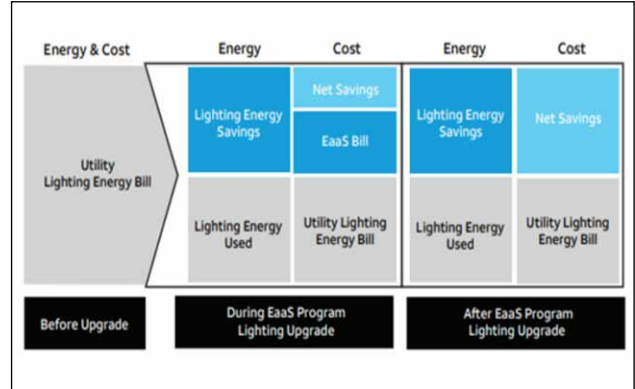 Energy & Cost
Energy
Cost
Energy
Cost
Utility
Lighting Energy Bill
Lighting Energy
Savings
Net Savings
EaaS Bill
Lighting Energy
Savings
Net Savings
Lighting Energy
Used
Utility Lighting
Energy Bill
Lighting Energy
Used
Utility Lighting
Energy Bill
Before Upgrade
During EaaS Program
Lighting Upgrade
After EaaS Program
Lighting Upgrade